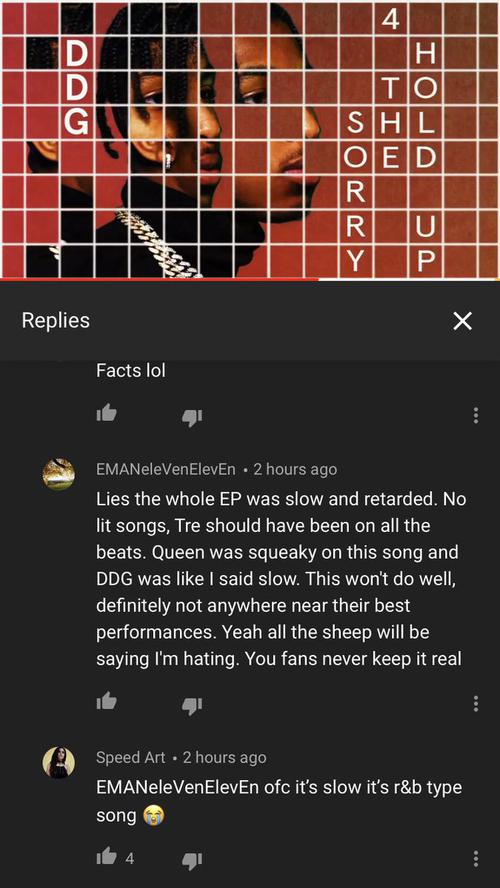 DDG
SORRY
4 THE
HOLD UP
Replies
Facts lol
EMANeleVenElevEn • 2 hours ago
Lies the whole EP was slow and retarded. No
lit songs, Tre should have been on all the
beats. Queen was squeaky on this song and
DDG was like I said slow. This won't do well,
definitely not anywhere near their best
performances. Yeah all the sheep will be
saying I'm hating. You fans never keep it real
Speed Art • 2 hours ago
EMANeleVenElevEn ofc it’s slow it’s r&b type
song 😭
4